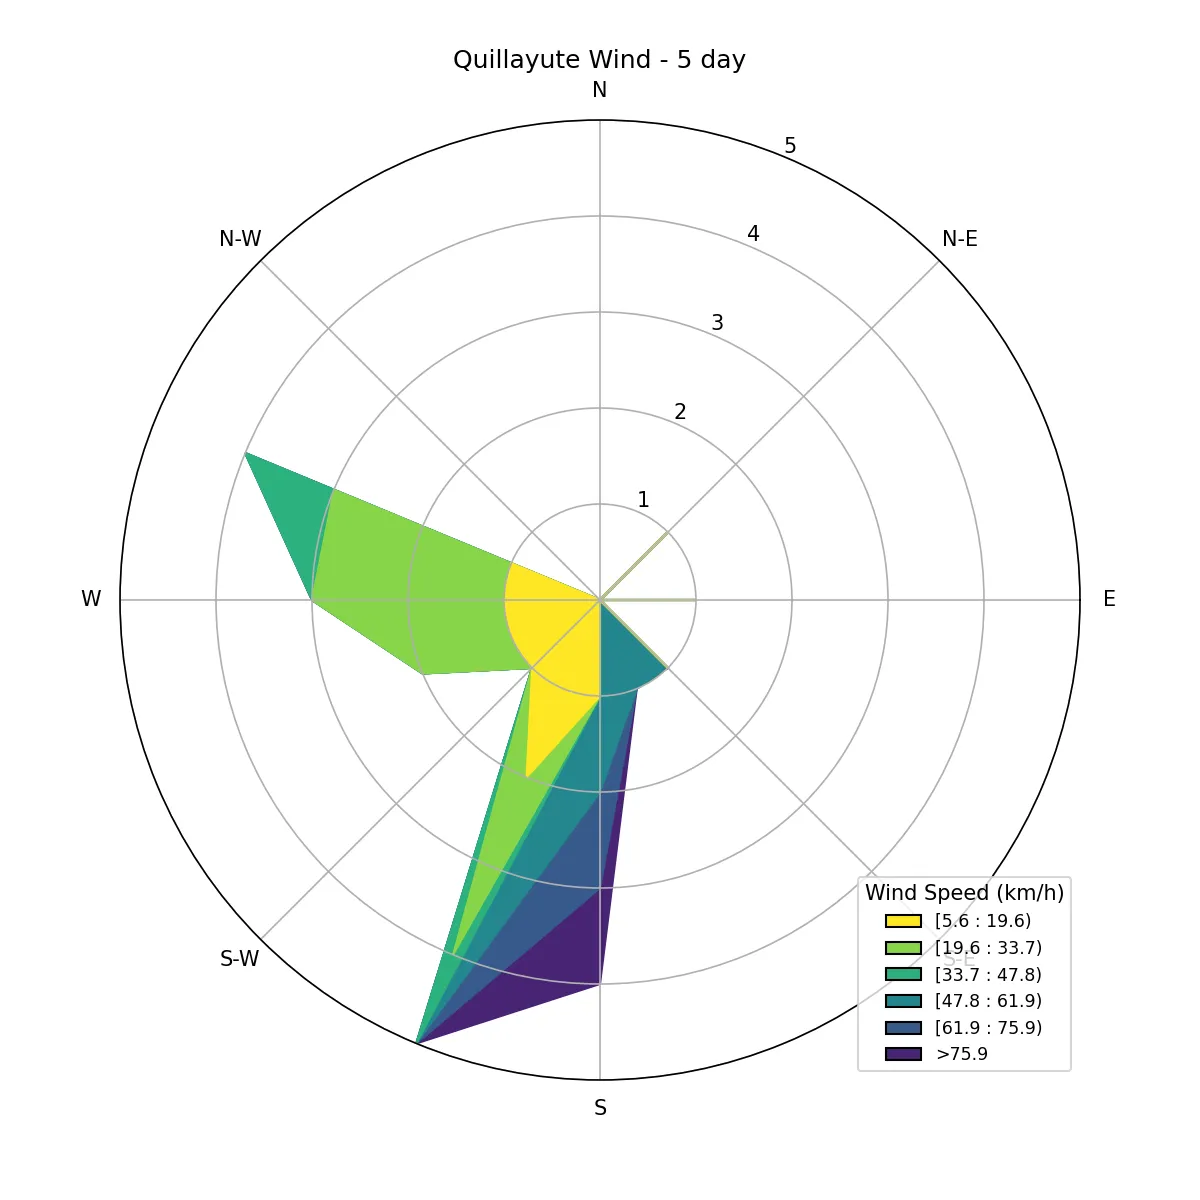 Quillayute Wind - 5 day
N
5
N-W
4
N-E
3
2
1
W
E
S-W
S-E
S
Wind Speed (km/h)
[5.6 : 19.6)
[19.6 : 33.7)
[33.7 : 47.8)
[47.8 : 61.9)
[61.9 : 75.9)
>75.9